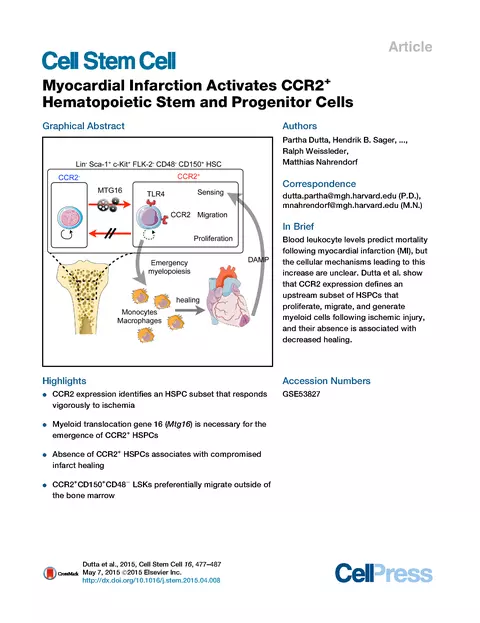 Article
Cell Stem Cell
Myocardial Infarction Activates CCR2⁺
Hematopoietic Stem and Progenitor Cells
Graphical Abstract
Lin⁻ Sca-1⁺ c-Kit⁺ FLK-2⁻ CD48⁻ CD150⁺ HSC
CCR2⁻
CCR2⁺
MTG16
TLR4
Sensing
CCR2
Migration
Proliferation
Emergency
myelopoiesis
DAMP
healing
Monocytes
Macrophages
Authors
Partha Dutta, Hendrik B. Sager, ...,
Ralph Weissleder,
Matthias Nahrendorf
Correspondence
dutta.partha@mgh.harvard.edu (P.D.),
mnahrendorf@mgh.harvard.edu (M.N.)
In Brief
Blood leukocyte levels predict mortality
following myocardial infarction (MI), but
the cellular mechanisms leading to this
increase are unclear. Dutta et al. show
that CCR2 expression defines an
upstream subset of HSPCs that
proliferate, migrate, and generate
myeloid cells following ischemic injury,
and their absence is associated with
decreased healing.
Highlights
● CCR2 expression identifies an HSPC subset that responds
vigorously to ischemia
● Myeloid translocation gene 16 (Mtg16) is necessary for the
emergence of CCR2⁺ HSPCs
● Absence of CCR2⁺ HSPCs associates with compromised
infarct healing
● CCR2⁺CD150⁺CD48⁻ LSKs preferentially migrate outside of
the bone marrow
Accession Numbers
GSE53827
CrossMark
Dutta et al., 2015, Cell Stem Cell 16, 477–487
May 7, 2015 ©2015 Elsevier Inc.
http://dx.doi.org/10.1016/j.stem.2015.04.008
CellPress